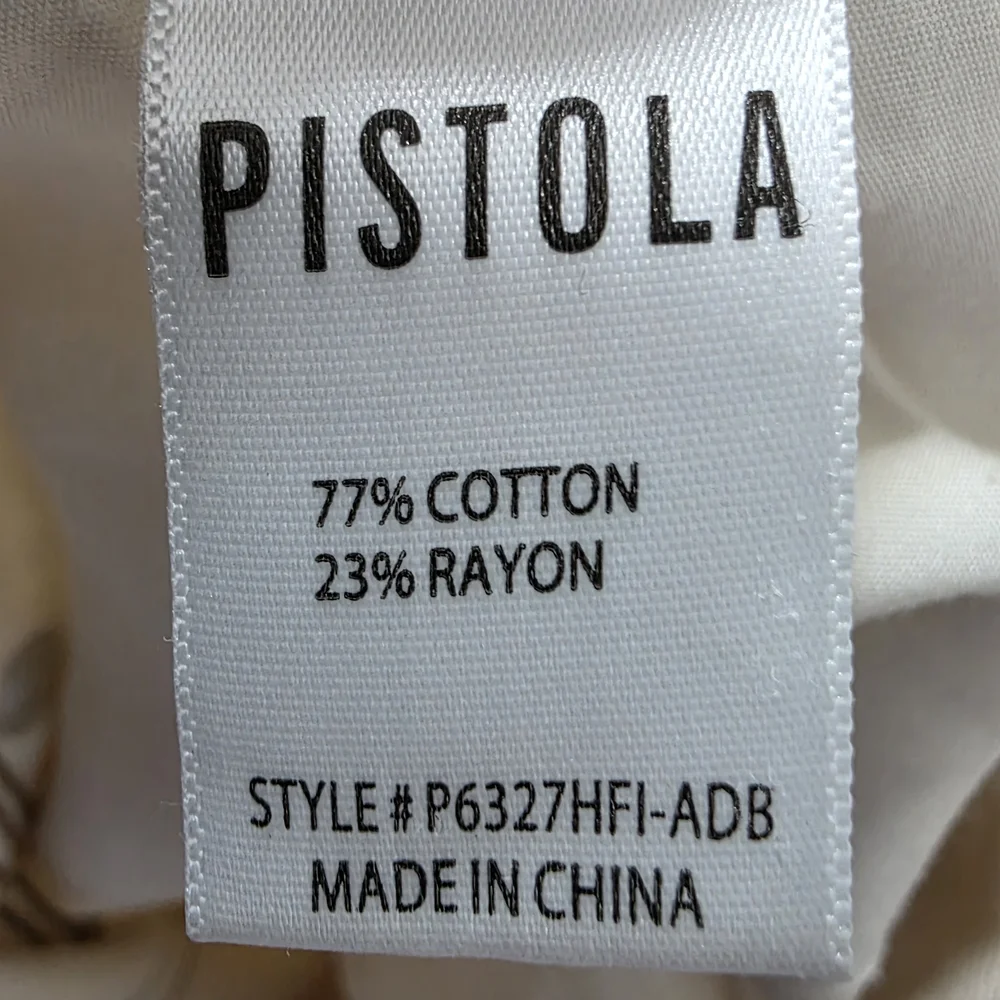 PISTOLA
77% COTTON
23% RAYON
STYLE # P6327HFI-ADB
MADE IN CHINA